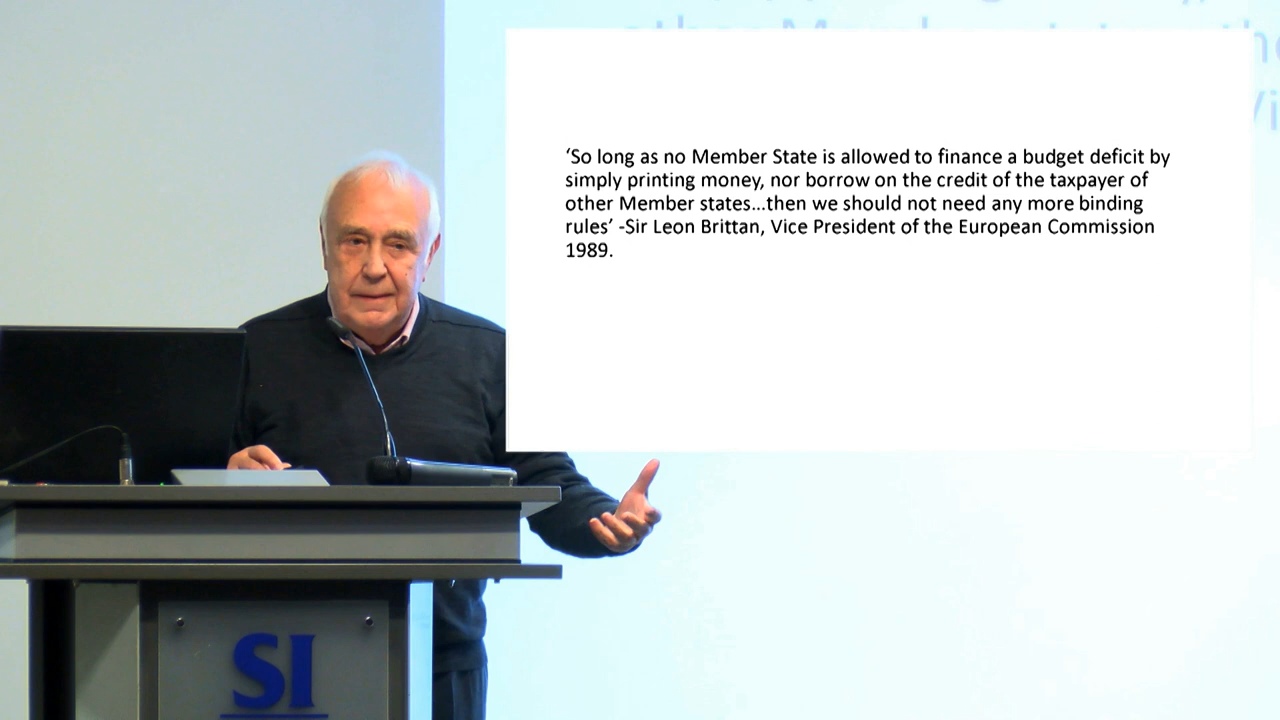 ‘So long as no Member State is allowed to finance a budget deficit by
simply printing money, nor borrow on the credit of the taxpayer of
other Member states…then we should not need any more binding
rules’ -Sir Leon Brittan, Vice President of the European Commission
1989.
SI